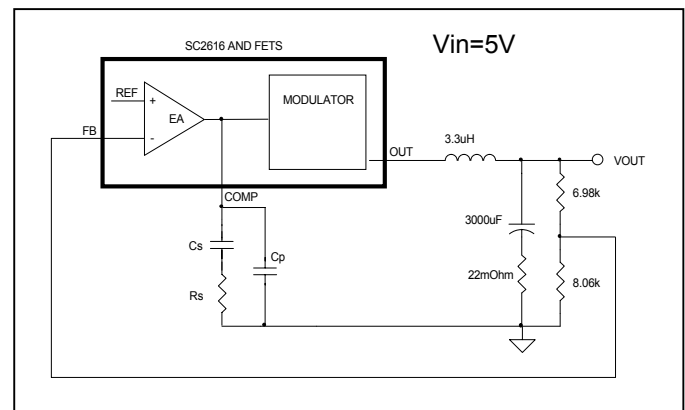 SC2616 AND FETS
Vin=5V
REF
+
EA
-
FB
MODULATOR
OUT
3.3uH
VOUT
6.98k
COMP
3000uF
Cs
Cp
22mOhm
8.06k
Rs